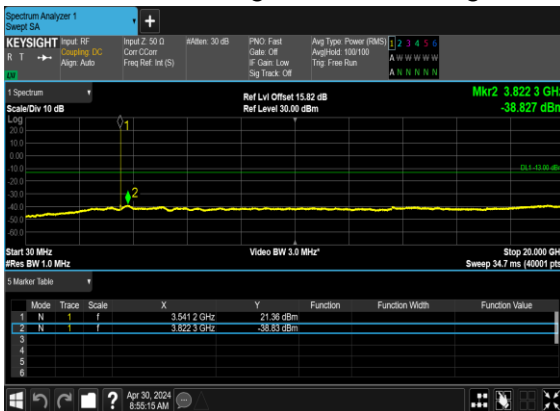 Spectrum Analyzer 1
Swept SA
+
KEYSIGHT Input: RF Input Z: 50 Ω #Atten: 30 dB PNO: Fast Avg Type: Power (RMS) 1 2 3 4 5 6
R T Coupling: DC Corr CCorr Gate: Off Avg|Hold: 100/100 A W W W W W
Align: Auto Freq Ref: Int (S) IF Gain: Low Trig: Free Run
Sig Track: Off A N N N N N
1 Spectrum Ref Lvl Offset 15.82 dB Mkr2 3.822 3 GHz
Scale/Div 10 dB Ref Level 30.00 dBm -38.827 dBm
Log
20.0
10.0
0.00
-10.0
DL1 -13.00 dBm
-20.0
-30.0
-40.0
-50.0
-60.0
1
2
Start 30 MHz Video BW 3.0 MHz* Stop 20.000 GHz
#Res BW 1.0 MHz Sweep 34.7 ms (40001 pts)
5 Marker Table
Mode Trace Scale X Y Function Function Width Function Value
1 N 1 f 3.541 2 GHz 21.36 dBm
2 N 1 f 3.822 3 GHz -38.83 dBm
3
4
5
6
? Apr 30, 2024
8:55:15 AM